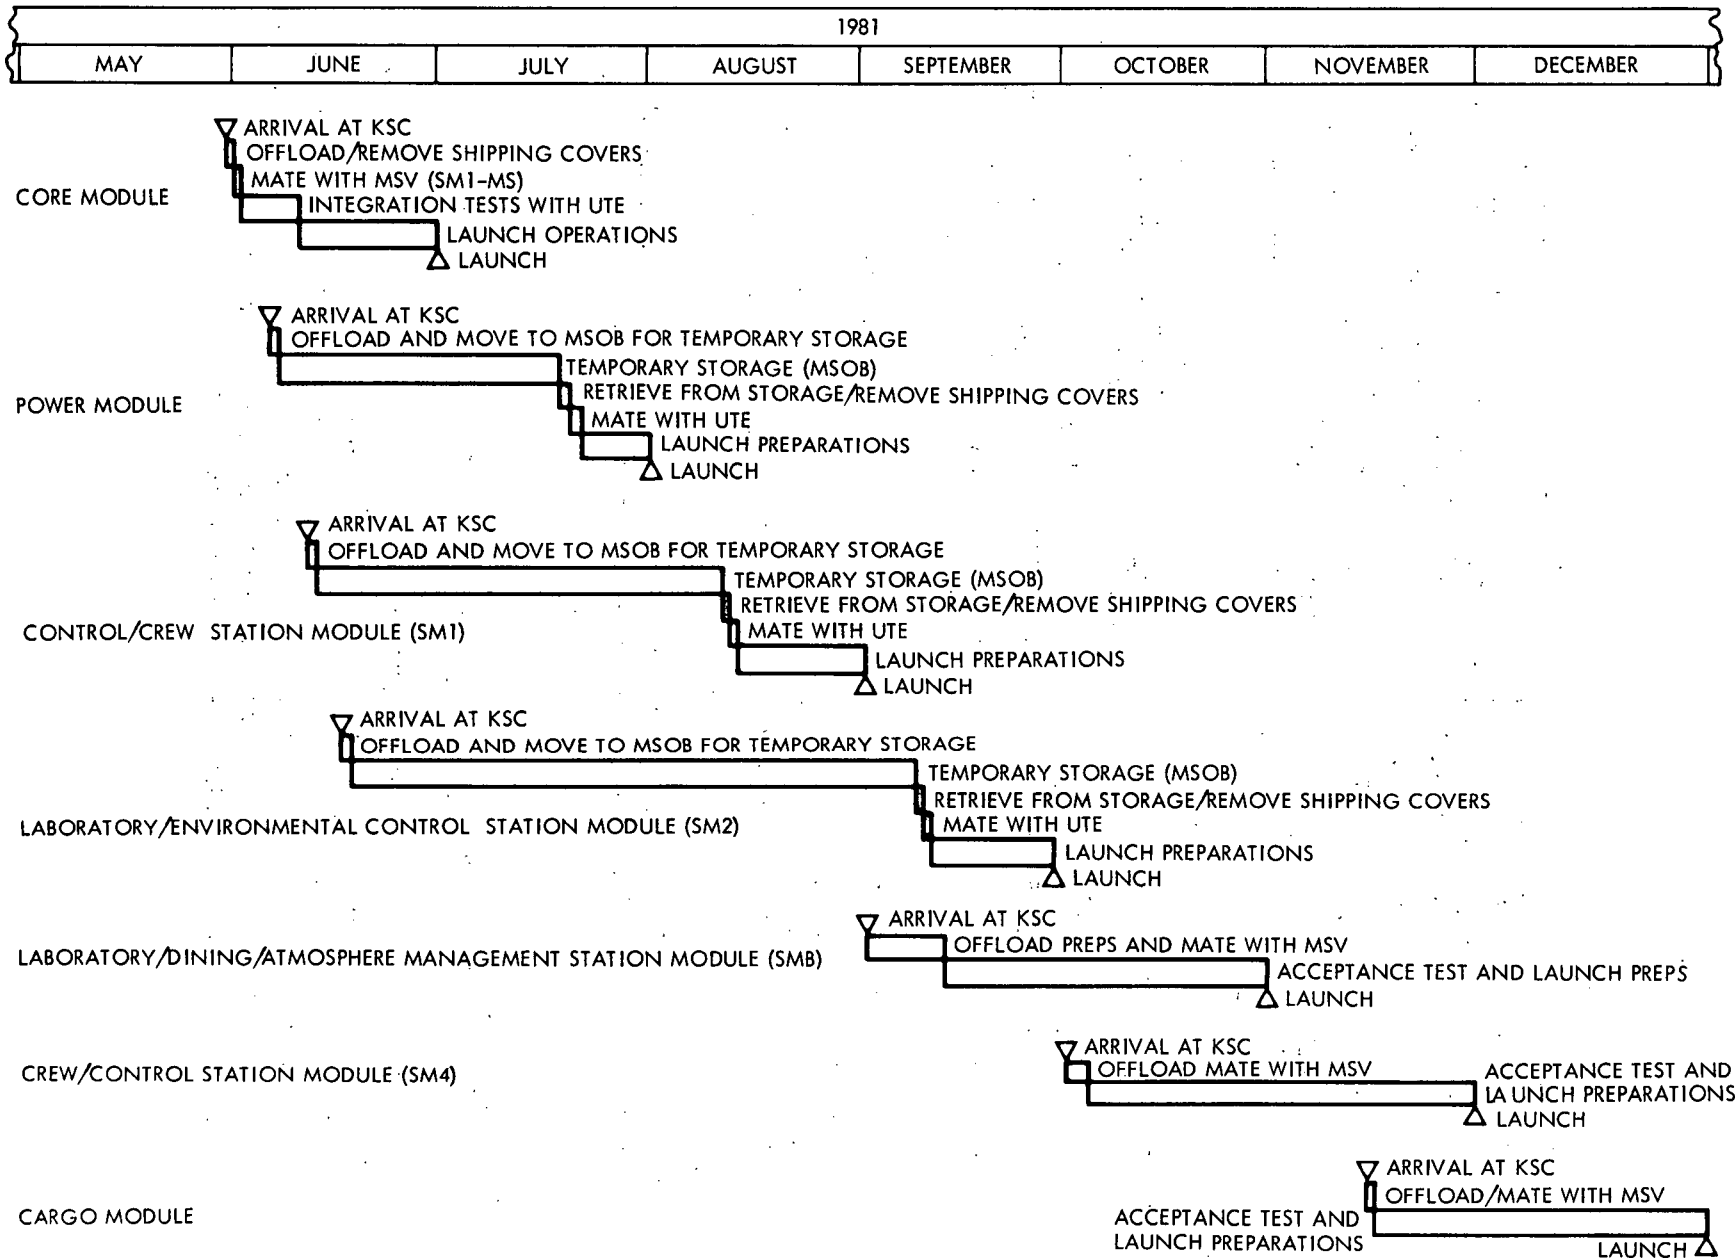 1981
MAY JUNE JULY AUGUST SEPTEMBER OCTOBER NOVEMBER DECEMBER
ARRIVAL AT KSC
OFFLOAD/REMOVE SHIPPING COVERS
MATE WITH MSV (SM1-MS)
CORE MODULE
INTEGRATION TESTS WITH UTE
LAUNCH OPERATIONS
LAUNCH
ARRIVAL AT KSC
OFFLOAD AND MOVE TO MSOB FOR TEMPORARY STORAGE
TEMPORARY STORAGE (MSOB)
RETRIEVE FROM STORAGE/REMOVE SHIPPING COVERS
POWER MODULE
MATE WITH UTE
LAUNCH PREPARATIONS
LAUNCH
ARRIVAL AT KSC
OFFLOAD AND MOVE TO MSOB FOR TEMPORARY STORAGE
TEMPORARY STORAGE (MSOB)
RETRIEVE FROM STORAGE/REMOVE SHIPPING COVERS
CONTROL/CREW STATION MODULE (SM1)
MATE WITH UTE
LAUNCH PREPARATIONS
LAUNCH
ARRIVAL AT KSC
OFFLOAD AND MOVE TO MSOB FOR TEMPORARY STORAGE
TEMPORARY STORAGE (MSOB)
RETRIEVE FROM STORAGE/REMOVE SHIPPING COVERS
LABORATORY/ENVIRONMENTAL CONTROL STATION MODULE (SM2)
MATE WITH UTE
LAUNCH PREPARATIONS
LAUNCH
ARRIVAL AT KSC
OFFLOAD PREPS AND MATE WITH MSV
LABORATORY/DINING/ATMOSPHERE MANAGEMENT STATION MODULE (SMB)
ACCEPTANCE TEST AND LAUNCH PREPS
LAUNCH
ARRIVAL AT KSC
OFFLOAD MATE WITH MSV
CREW/CONTROL STATION MODULE (SM4)
ACCEPTANCE TEST AND
LAUNCH PREPARATIONS
LAUNCH
ARRIVAL AT KSC
OFFLOAD/MATE WITH MSV
CARGO MODULE
ACCEPTANCE TEST AND
LAUNCH PREPARATIONS
LAUNCH